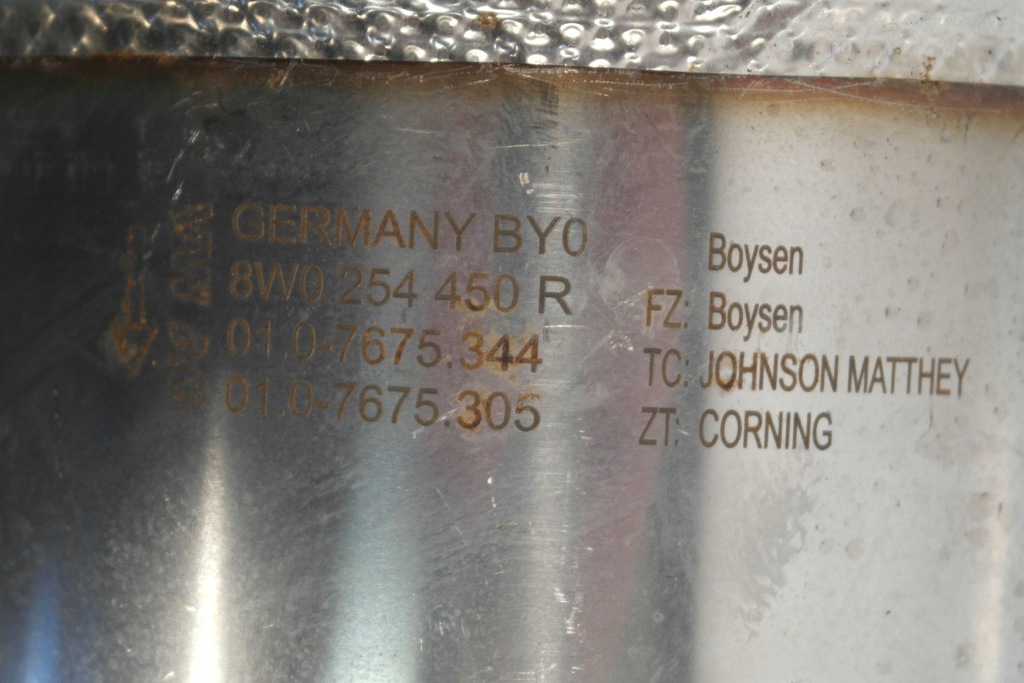 GERMANY BY0
8W0 254 450 R
01.0-7675.344
01.0-7675.305
Boysen
FZ: Boysen
TC: JOHNSON MATTHEY
ZT: CORNING